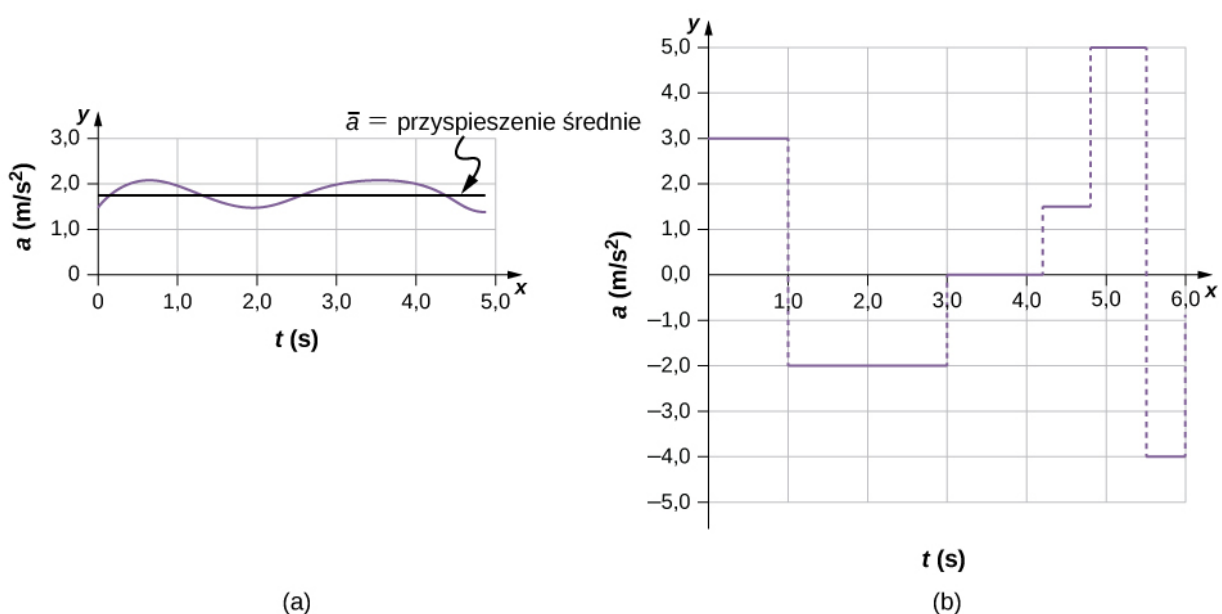 y
3,0
2,0
1,0
0
a (m/s²)
0 1,0 2,0 3,0 4,0 5,0 x
t (s)
ā = przyspieszenie średnie
(a)
y
5,0
4,0
3,0
2,0
1,0
0,0
–1,0
–2,0
–3,0
–4,0
–5,0
a (m/s²)
1,0 2,0 3,0 4,0 5,0 6,0 x
t (s)
(b)